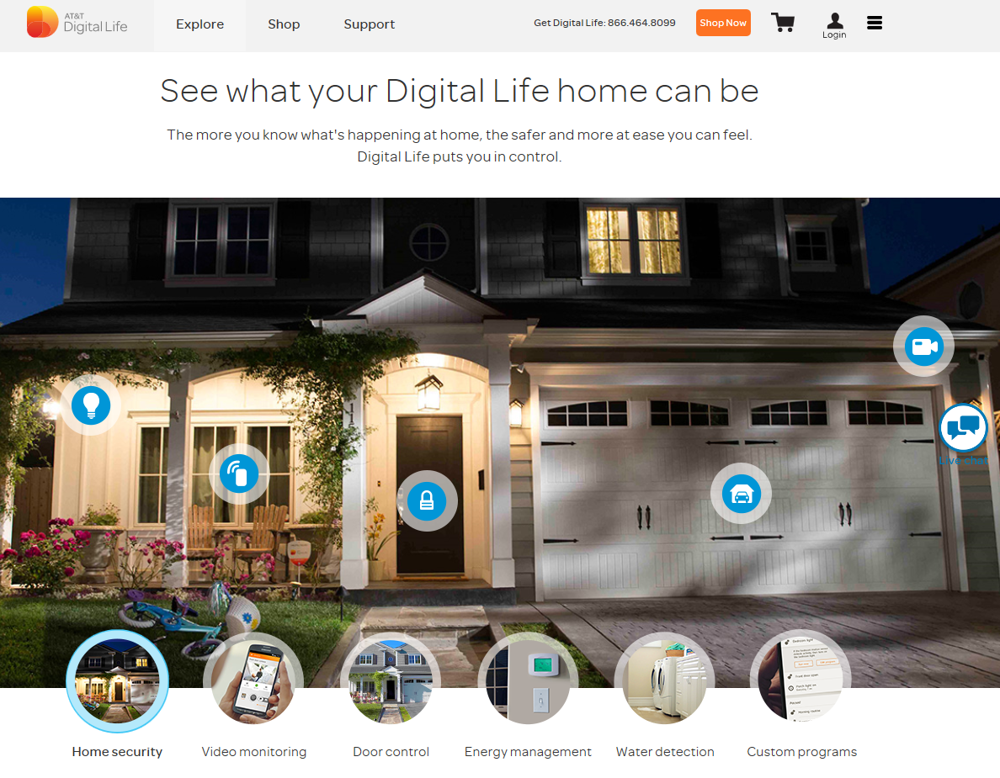 AT&T
Digital Life
Explore
Shop
Support
Get Digital Life: 866.464.8099
Shop Now
Login
See what your Digital Life home can be
The more you know what's happening at home, the safer and more at ease you can feel.
Digital Life puts you in control.
Live chat
Home security
Video monitoring
Door control
Energy management
Water detection
Custom programs